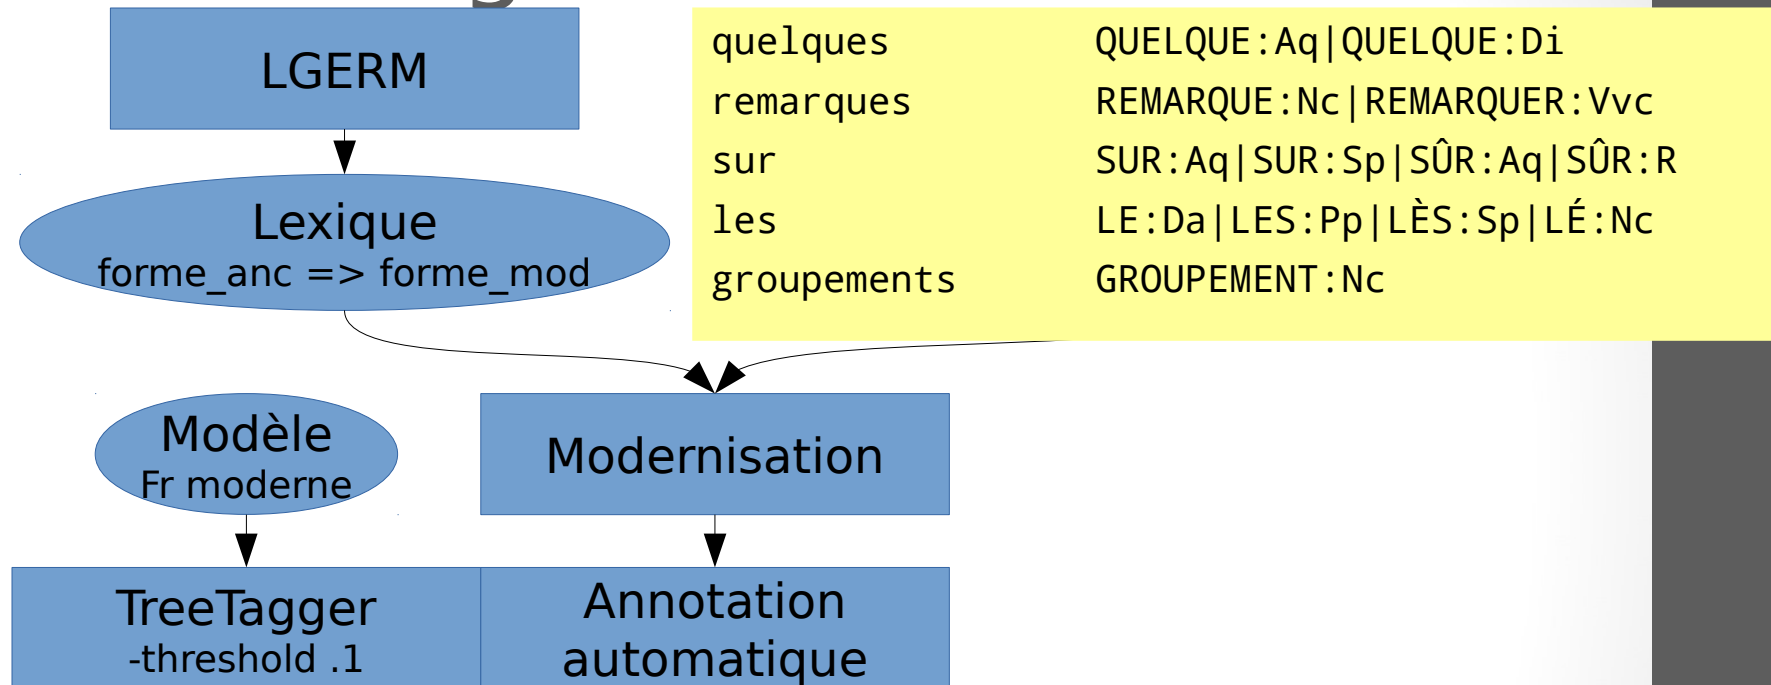 LGERM
Lexique
forme_anc => forme_mod
quelques QUELQUE:Aq|QUELQUE:Di
remarques REMARQUE:Nc|REMARQUER:Vvc
sur SUR:Aq|SUR:Sp|SÛR:Aq|SÛR:R
les LE:Da|LES:Pp|LÈS:Sp|LÉ:Nc
groupements GROUPEMENT:Nc
Modèle
Fr moderne
Modernisation
TreeTagger
-threshold .1
Annotation
automatique